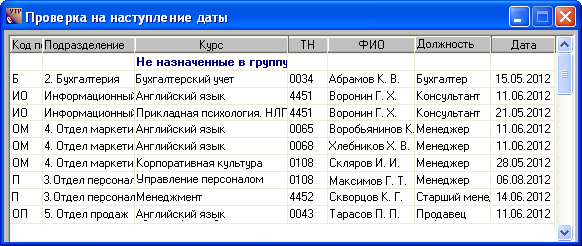 УТР Проверка на наступление даты
Код по Подразделение Курс ТН ФИО Должность Дата
Не назначенные в группу
Б 2. Бухгалтерия Бухгалтерский учет 0034 Абрамов К. В. Бухгалтер 15.05.2012
ИО Информационный Английский язык 4451 Воронин Г. Х. Консультант 11.06.2012
ИО Информационный Прикладная психология. НЛП 4451 Воронин Г. Х. Консультант 21.05.2012
ОМ 4. Отдел маркети Английский язык 0065 Воробьянинов К. Менеджер 11.06.2012
ОМ 4. Отдел маркети Английский язык 0068 Хлебников Х. В. Менеджер 11.06.2012
ОМ 4. Отдел маркети Корпоративная культура 0108 Скляров И. И. Менеджер 28.05.2012
П 3.Отдел персонал Управление персоналом 0108 Максимов Г. Т. Менеджер 06.08.2012
П 3.Отдел персонал Менеджмент 4452 Скворцов К. Г. Старший менед 14.06.2012
ОП 5. Отдел продаж Английский язык 0043 Тарасов П. П. Продавец 11.06.2012